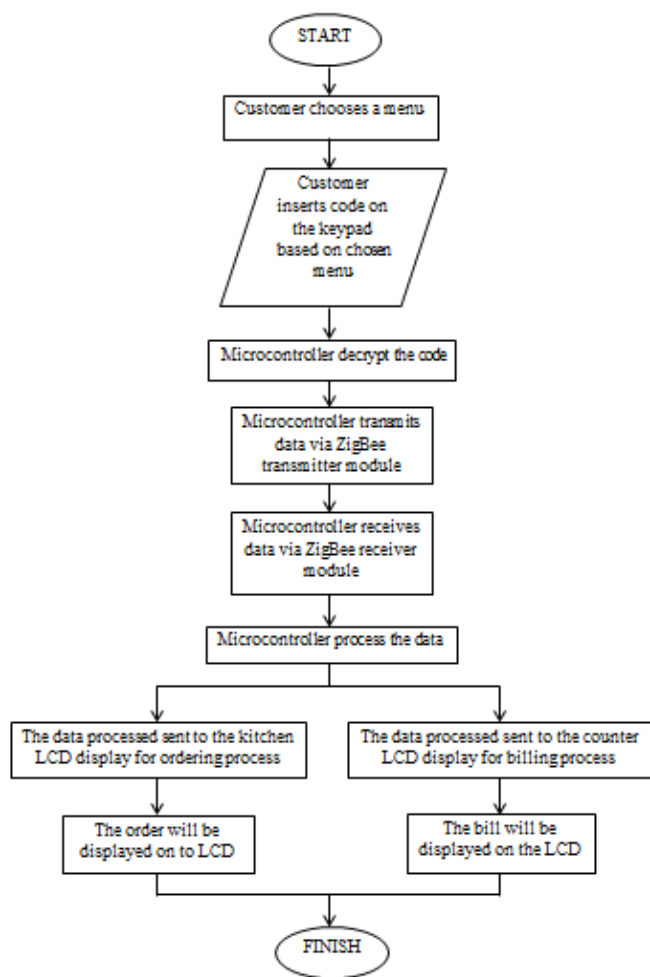 START
Customer chooses a menu
Customer
inserts code on
the keypad
based on chosen
menu
Microcontroller decrypt the code
Microcontroller transmits
data via ZigBee
transmitter module
Microcontroller receives
data via ZigBee receiver
module
Microcontroller process the data
The data processed sent to the kitchen
LCD display for ordering process
The data processed sent to the counter
LCD display for billing process
The order will be
displayed on to LCD
The bill will be
displayed on the LCD
FINISH